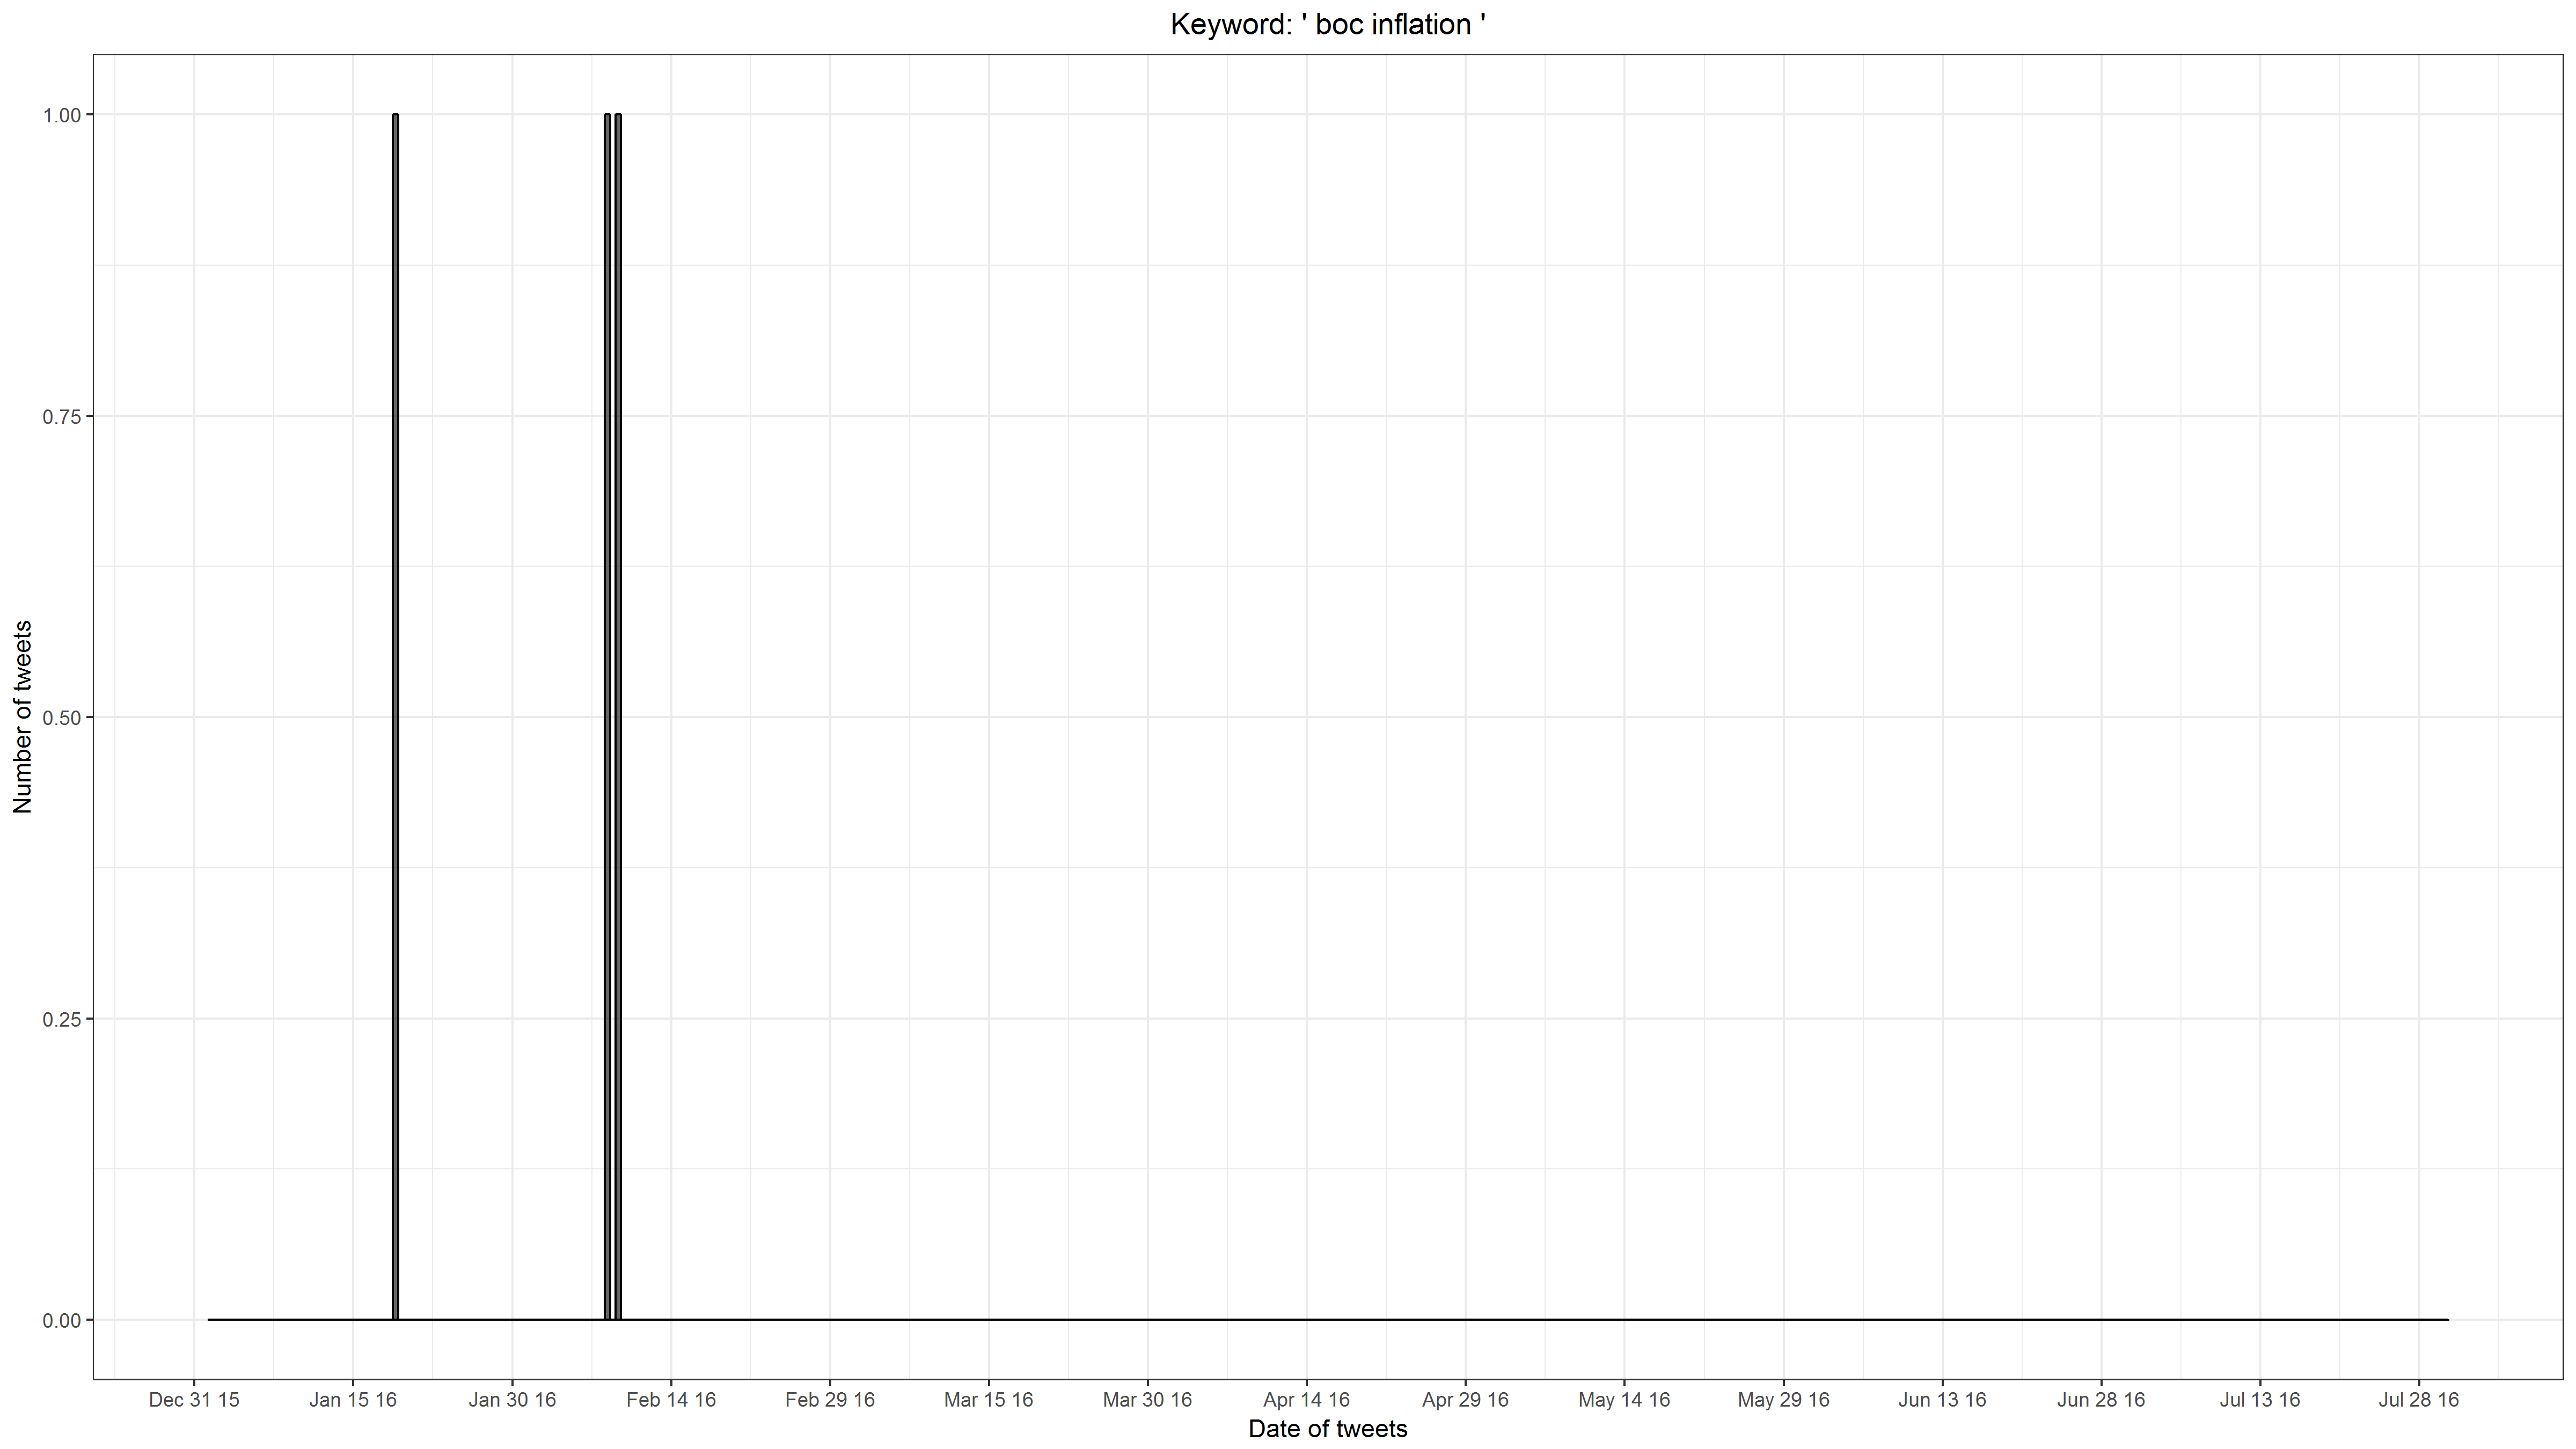 Keyword: ' boc inflation '
Number of tweets
1.00
0.75
0.50
0.25
0.00
Dec 31 15 Jan 15 16 Jan 30 16 Feb 14 16 Feb 29 16 Mar 15 16 Mar 30 16 Apr 14 16 Apr 29 16 May 14 16 May 29 16 Jun 13 16 Jun 28 16 Jul 13 16 Jul 28 16
Date of tweets